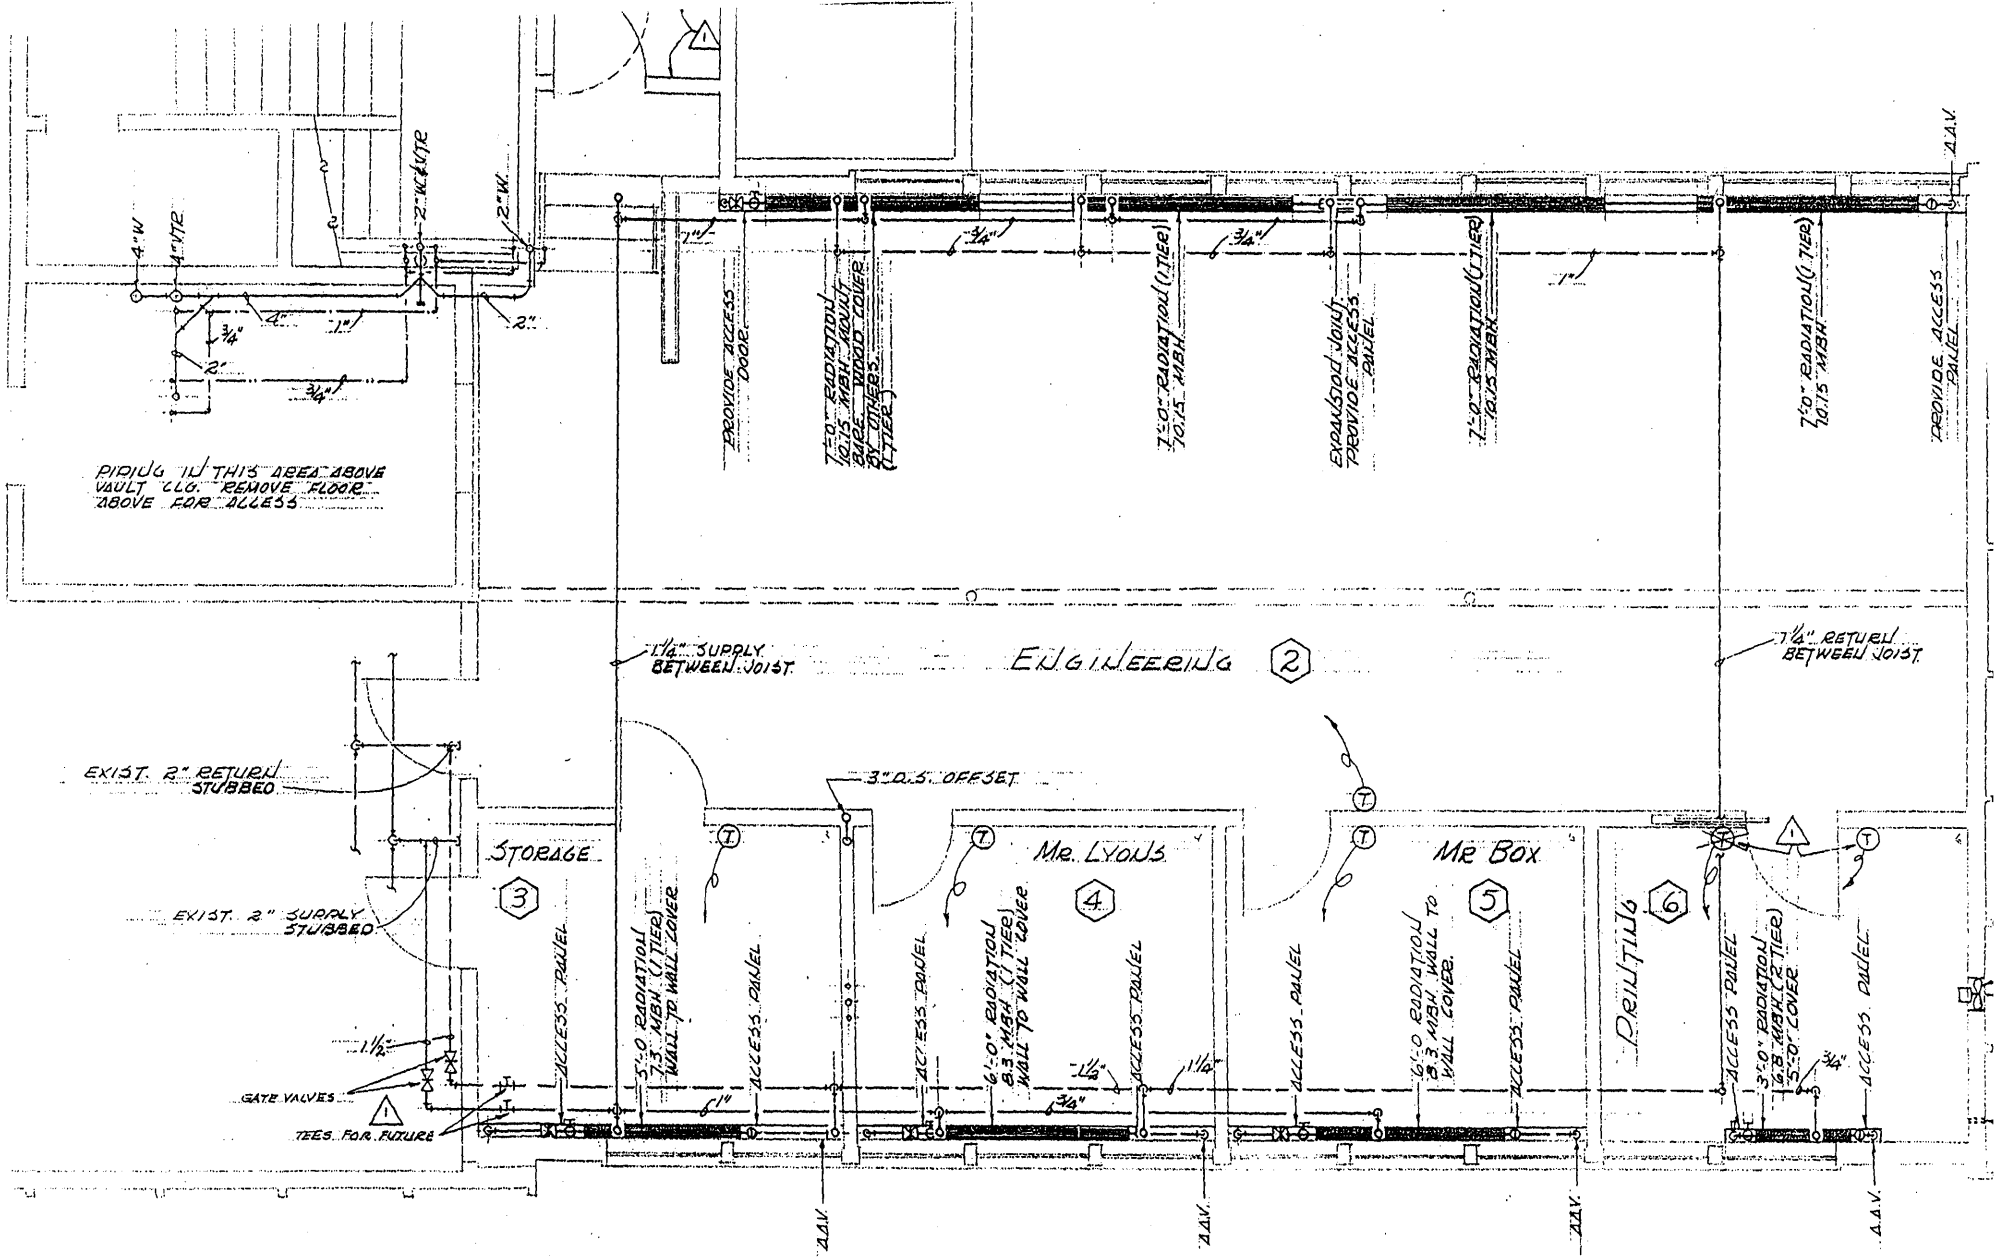 1
A.A.V.
4" W
4" VTR
2" W & VTR
2" W.
1"
3/4"
3/4"
1"
4"
1"
2"
3/4"
2"
3/4"
PROVIDE ACCESS
DOOR
7'-0" RADIATION
10.15 MBH MOUNT
BARE WOOD COVER
BY OTHERS
(1 TIER)
7'-0" RADIATION (1 TIER)
10.15 MBH
EXPANSION JOINT
PROVIDE ACCESS
PANEL
7'-0" RADIATION (1 TIER)
10.15 MBH
7'-0" RADIATION (1 TIER)
10.15 MBH
PROVIDE ACCESS
PANEL
PIPING IN THIS AREA ABOVE
VAULT CLG. REMOVE FLOOR
ABOVE FOR ACCESS
1 1/4" SUPPLY
BETWEEN JOIST
ENGINEERING 2
1 1/4" RETURN
BETWEEN JOIST
EXIST. 2" RETURN
STUBBED
3" D.S. OFFSET
T
T
T
T
T
1
T
STORAGE
3
MR. LYONS
4
MR BOX
5
PRINTING
6
EXIST. 2" SUPPLY
STUBBED
ACCESS PANEL
5'-0 RADIATION
7.3 MBH (1 TIER)
WALL TO WALL COVER
ACCESS PANEL
ACCESS PANEL
6'-0" RADIATION
8.3 MBH (1 TIER)
WALL TO WALL COVER
ACCESS PANEL
ACCESS PANEL
6'-0 RADIATION
8.3 MBH WALL TO
WALL COVER.
ACCESS PANEL
ACCESS PANEL
3'-0" RADIATION
6.8 MBH (2 TIER)
5'-0" COVER
ACCESS PANEL
1 1/2"
1 1/4"
1 1/4"
3/4"
1"
3/4"
GATE VALVES
1
TEES FOR FUTURE
A.A.V.
A.A.V.
A.A.V.
A.A.V.